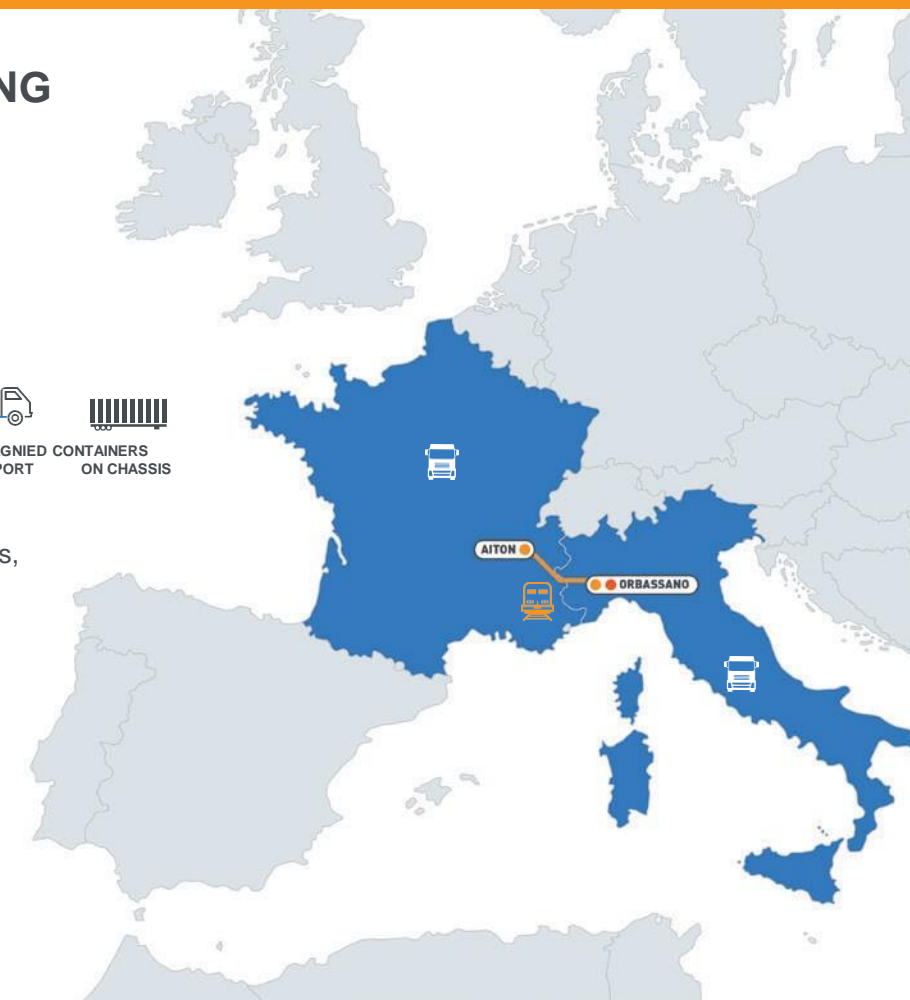 NG
GNIED CONTAINERS
PORT ON CHASSIS
s,
AITON
ORBASSANO